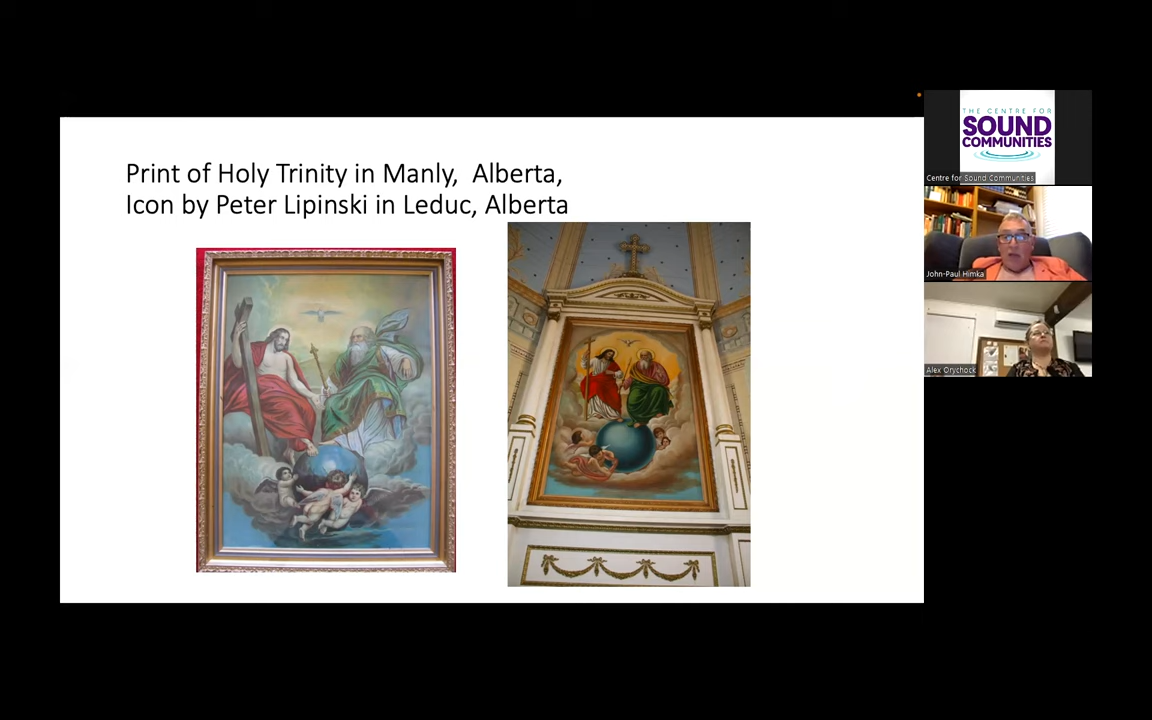 Print of Holy Trinity in Manly, Alberta,
Icon by Peter Lipinski in Leduc, Alberta
THE CENTRE FOR
SOUND
COMMUNITIES
Centre for Sound Communities
John-Paul Himka
Alex Orychock